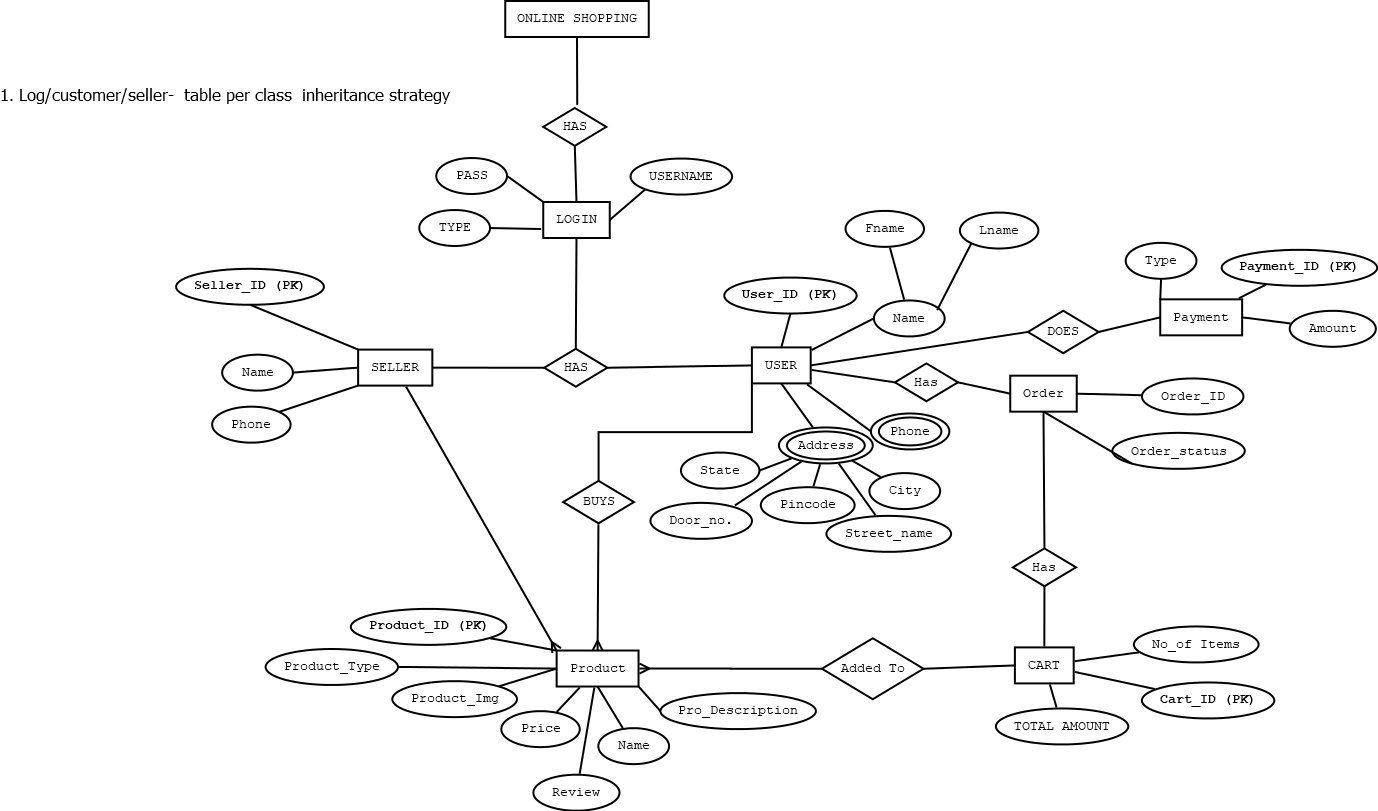 ONLINE SHOPPING
1. Log/customer/seller-  table per class  inheritance strategy
HAS
PASS
USERNAME
LOGIN
TYPE
Fname
Lname
Type
Payment_ID (PK)
Seller_ID (PK)
User_ID (PK)
Name
Payment
Amount
DOES
SELLER
HAS
USER
Name
Has
Order
Order_ID
Phone
Phone
Address
Order_status
State
City
BUYS
Pincode
Door_no.
Street_name
Has
Product_ID (PK)
No_of Items
Product_Type
Product
Added To
CART
Product_Img
Cart_ID (PK)
Pro_Description
Price
TOTAL AMOUNT
Name
Review